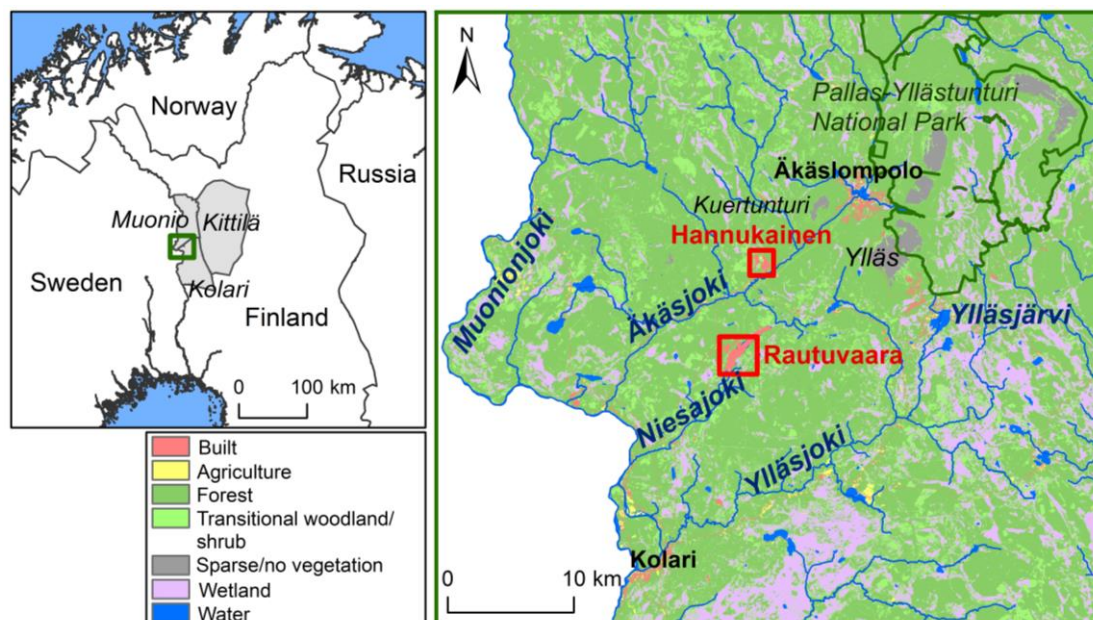 Norway
Russia
Muonio
Kittilä
Sweden
Kolari
Finland
0 100 km
Built
Agriculture
Forest
Transitional woodland/
shrub
Sparse/no vegetation
Wetland
Water
N
Pallas-Yllästunturi
National Park
Äkäslompolo
Kuertunturi
Hannukainen
Ylläs
Muonionjoki
Äkäsjoki
Ylläsjärvi
Rautuvaara
Niesajoki
Ylläsjoki
Kolari
0 10 km